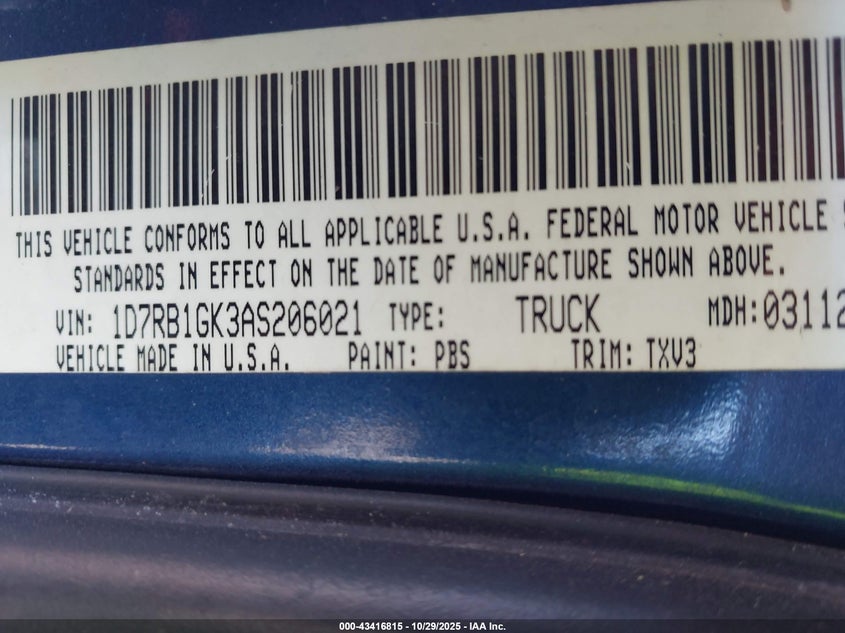 THIS VEHICLE CONFORMS TO ALL APPLICABLE U.S.A. FEDERAL MOTOR VEHICLE S
STANDARDS IN EFFECT ON THE DATE OF MANUFACTURE SHOWN ABOVE.
VIN: 1D7RB1GK3AS206021 TYPE: TRUCK MDH:03112
VEHICLE MADE IN U.S.A. PAINT: PBS TRIM: TXV3
000-43416815 - 10/29/2025 - IAA Inc.